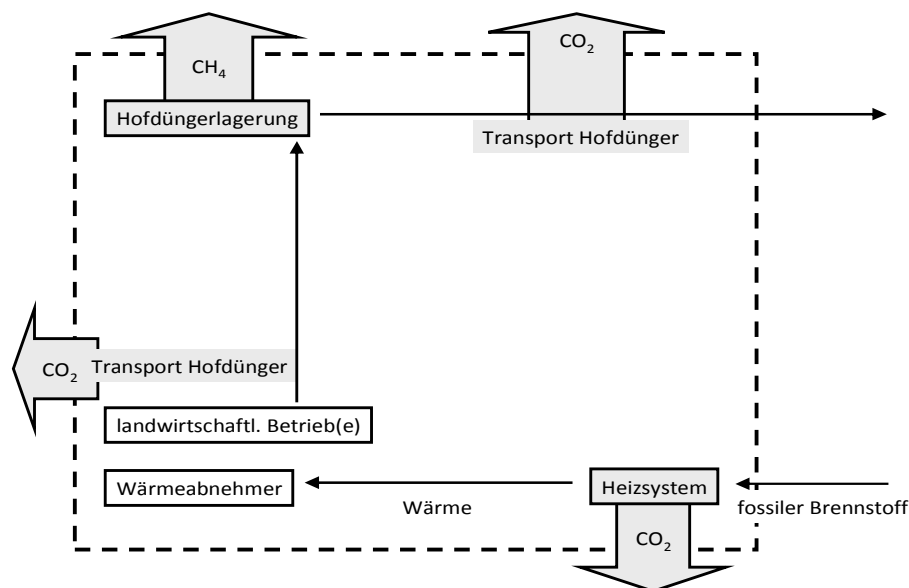 CO₂
CH₄
Hofdüngerlagerung
Transport Hofdünger
CO₂
Transport Hofdünger
landwirtschaftl. Betrieb(e)
Wärmeabnehmer
Heizsystem
Wärme
fossiler Brennstoff
CO₂